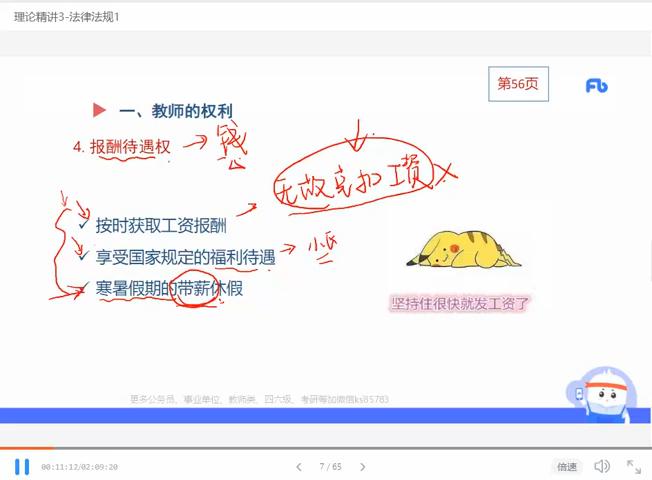 理论精讲3-法律法规1
第56页
一、教师的权利
4. 报酬待遇权
钱
无故克扣工资
按时获取工资报酬
享受国家规定的福利待遇
寒暑假期的带薪休假
坚持住很快就发工资了
更多公务员、事业单位、教师类、四六级、考研等加微信ks85783
00:11:12/02:09:20
7 / 65
倍速